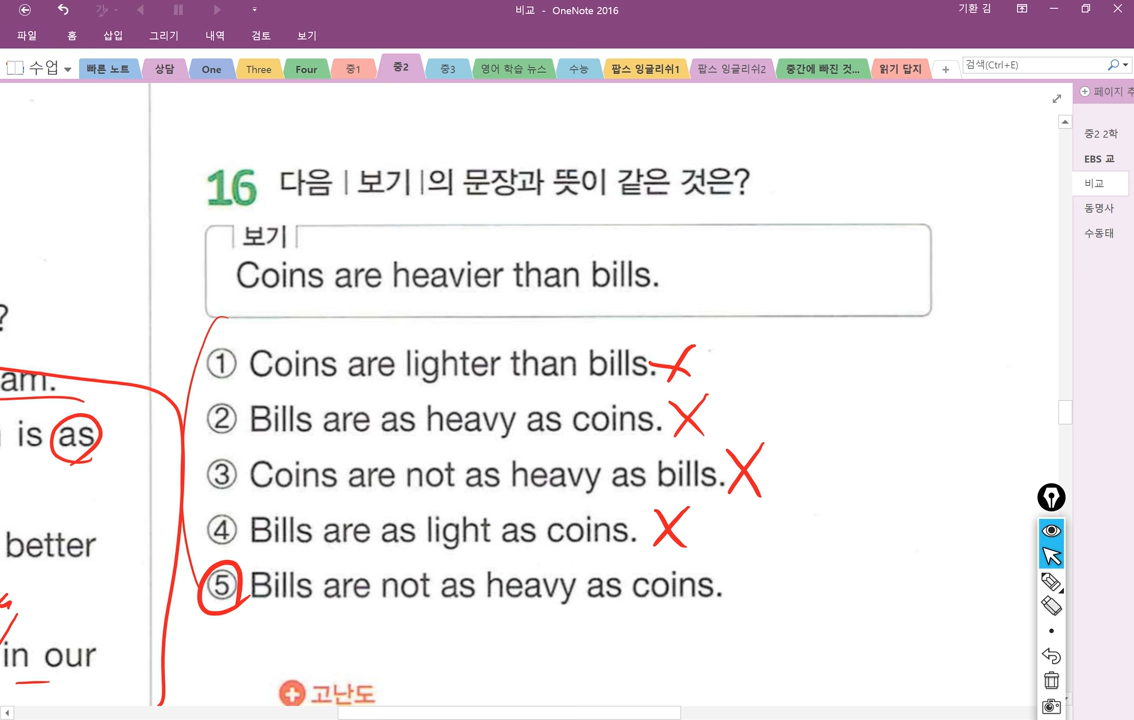 비교 - OneNote 2016
기환 김
파일 홈 삽입 그리기 내역 검토 보기
수업 빠른 노트 상담 One Three Four 중1 중2 중3 영어 학습 뉴스 수능 팝스 잉글리쉬1 팝스 잉글리쉬2 중간에 빠진 것... 읽기 답지 + 검색(Ctrl+E)
페이지 추
중2 2학
EBS 교
비교
동명사
수동태
?
am.
is as
better
in our
16 다음 | 보기 |의 문장과 뜻이 같은 것은?
보기
Coins are heavier than bills.
① Coins are lighter than bills. X
② Bills are as heavy as coins. X
③ Coins are not as heavy as bills. X
④ Bills are as light as coins. X
⑤ Bills are not as heavy as coins.
고난도